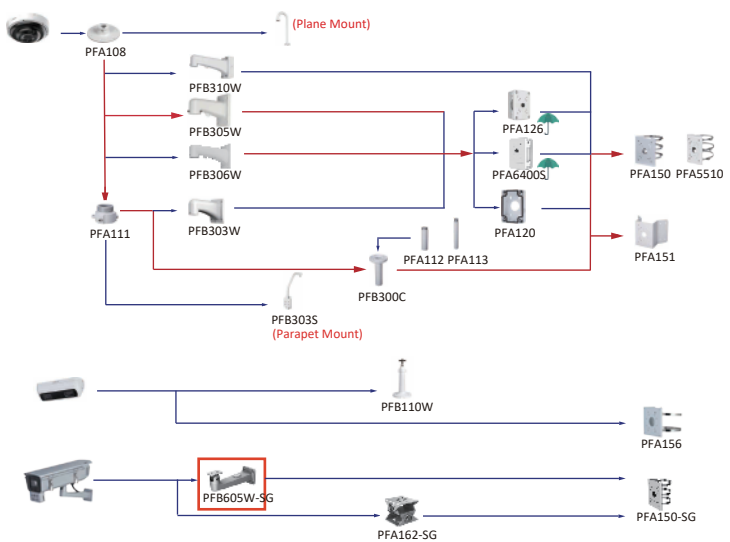 (Plane Mount)
PFA108
PFB310W
PFB305W
PFA126
PFB306W
PFA6400S
PFA150 PFA5510
PFA111
PFB303W
PFA120
PFA112 PFA113
PFA151
PFB300C
PFB303S
(Parapet Mount)
PFB110W
PFA156
PFB605W-SG
PFA150-SG
PFA162-SG